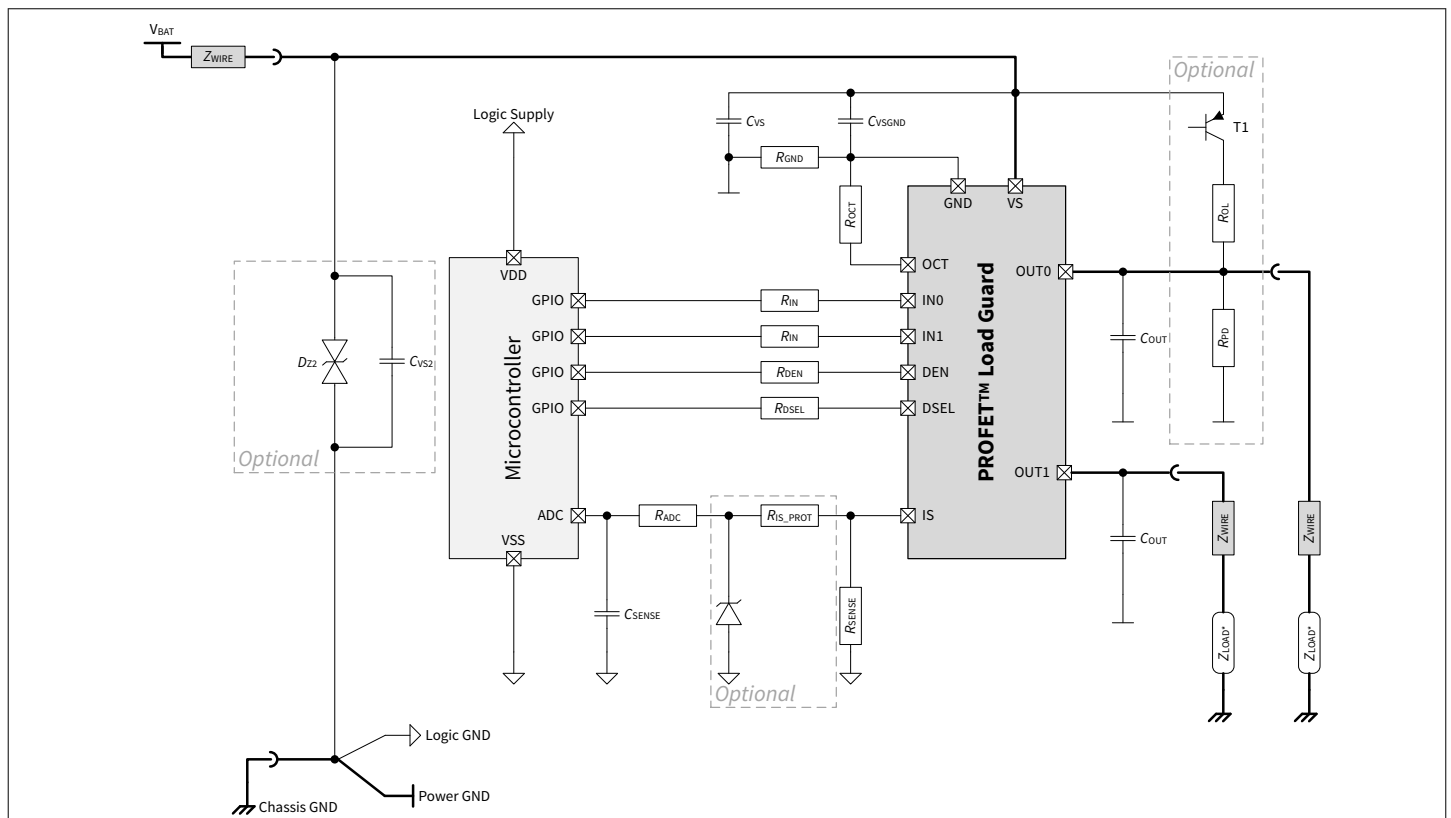 VBAT
ZWIRE
Optional
Logic Supply
CVS
CVSGND
T1
RGND
ROCT
ROL
GND
VS
VDD
OCT
OUT0
GPIO
RIN
IN0
GPIO
RIN
IN1
GPIO
RDEN
DEN
GPIO
RDSEL
DSEL
Microcontroller
PROFET™ Load Guard
DZ2
CVS2
Optional
COUT
RPD
OUT1
ADC
RADC
RIS_PROT
IS
VSS
COUT
ZWIRE
ZWIRE
CSENSE
RSENSE
ZLOAD*
ZLOAD*
Optional
Logic GND
Power GND
Chassis GND